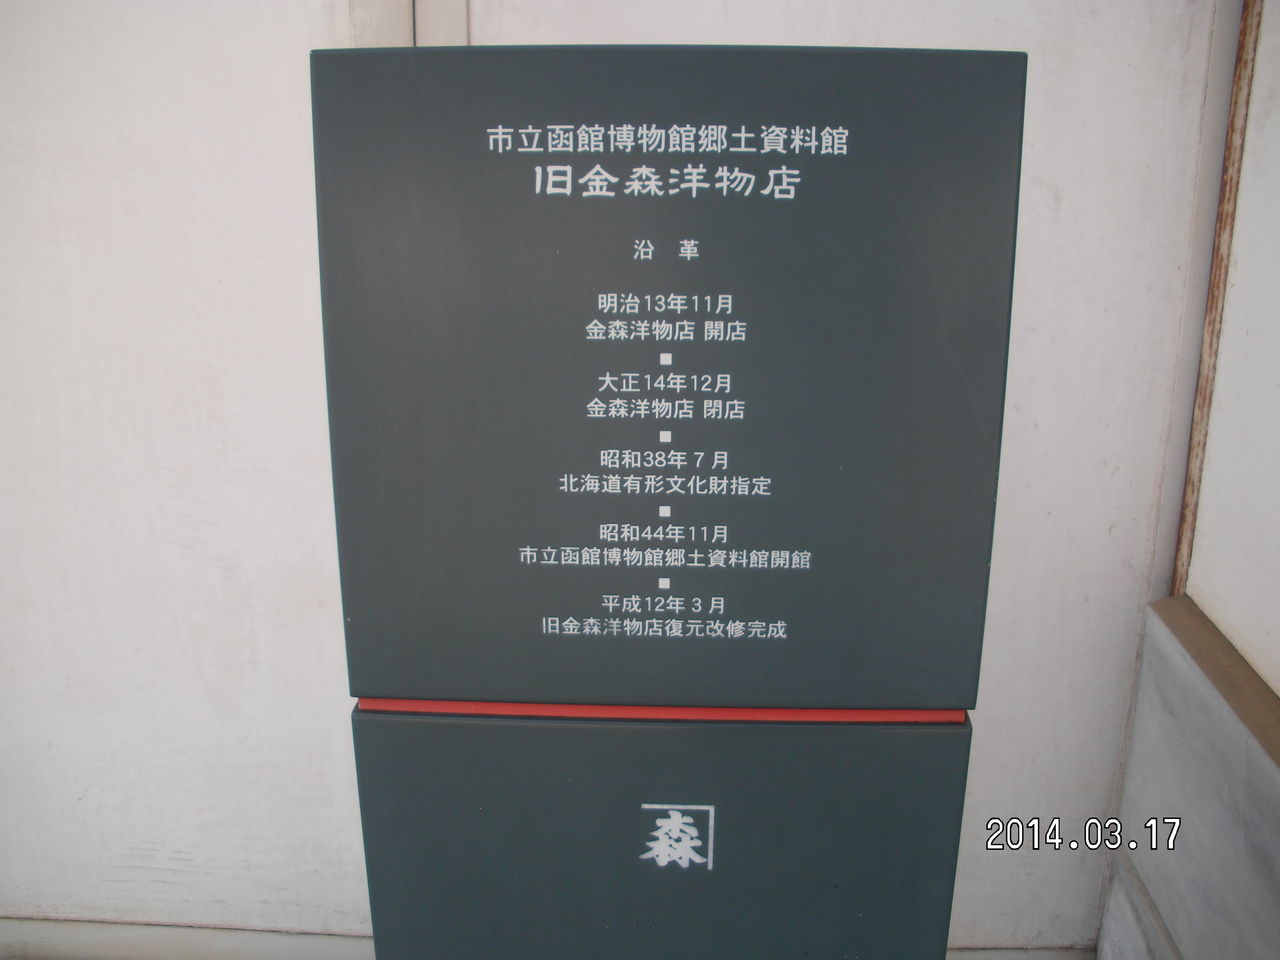 市立函館博物館郷土資料館
旧金森洋物店
沿 革
明治13年11月
金森洋物店 開店
■
大正14年12月
金森洋物店 閉店
■
昭和38年7月
北海道有形文化財指定
■
昭和44年11月
市立函館博物館郷土資料館開館
■
平成12年3月
旧金森洋物店復元改修完成
森
2014.03.17